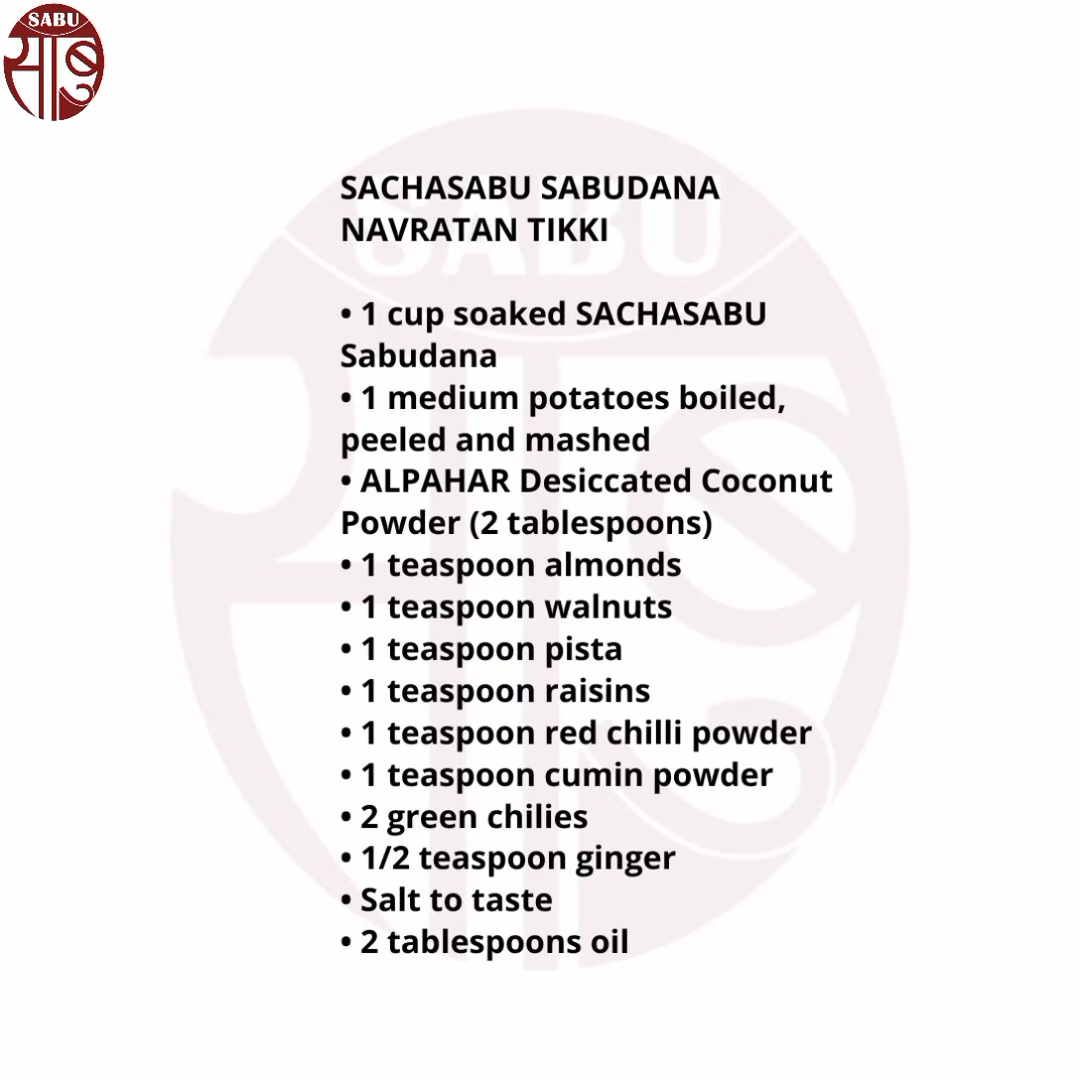 SABU
साबु
SACHASABU SABUDANA
NAVRATAN TIKKI
• 1 cup soaked SACHASABU
Sabudana
• 1 medium potatoes boiled,
peeled and mashed
• ALPAHAR Desiccated Coconut
Powder (2 tablespoons)
• 1 teaspoon almonds
• 1 teaspoon walnuts
• 1 teaspoon pista
• 1 teaspoon raisins
• 1 teaspoon red chilli powder
• 1 teaspoon cumin powder
• 2 green chilies
• 1/2 teaspoon ginger
• Salt to taste
• 2 tablespoons oil
SABU
साबु